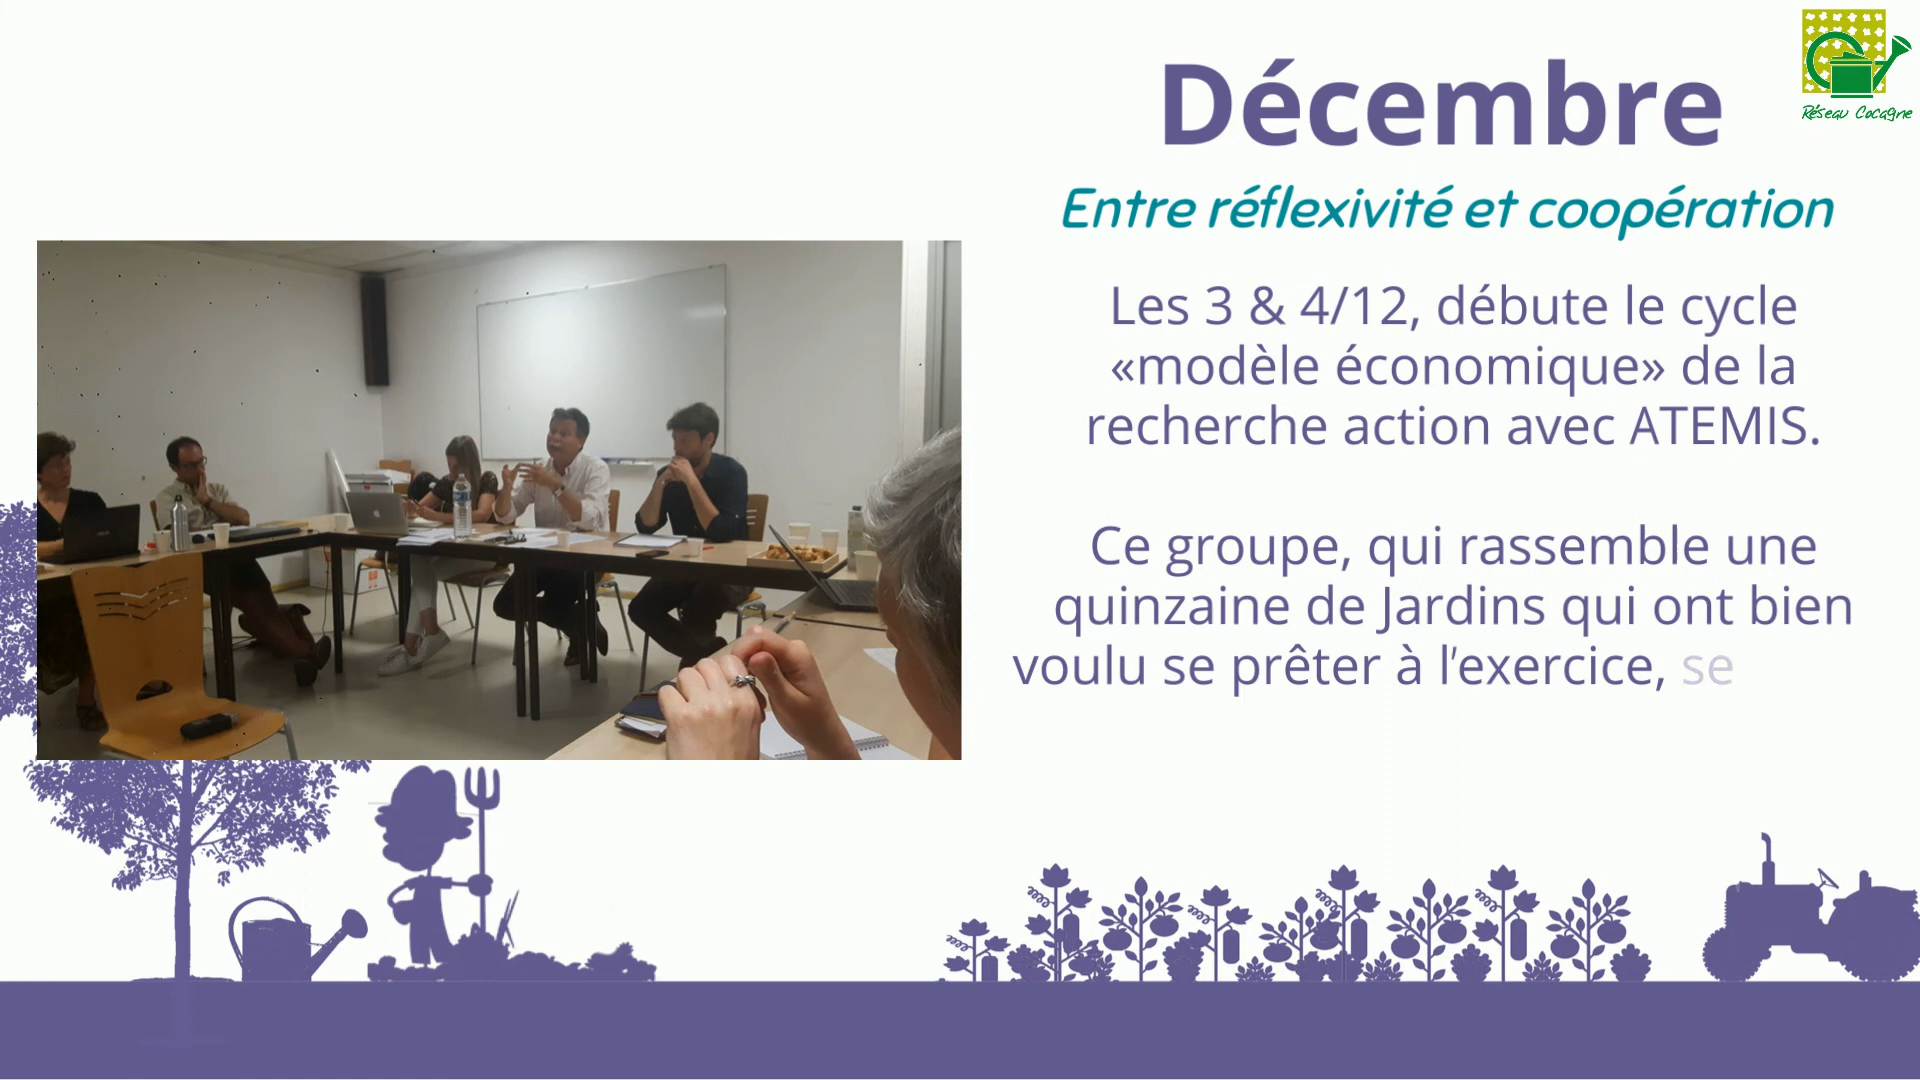 Réseau Cocagne
Décembre
Entre réflexivité et coopération
Les 3 & 4/12, débute le cycle
«modèle économique» de la
recherche action avec ATEMIS.
Ce groupe, qui rassemble une
quinzaine de Jardins qui ont bien
voulu se prêter à l'exercice, se